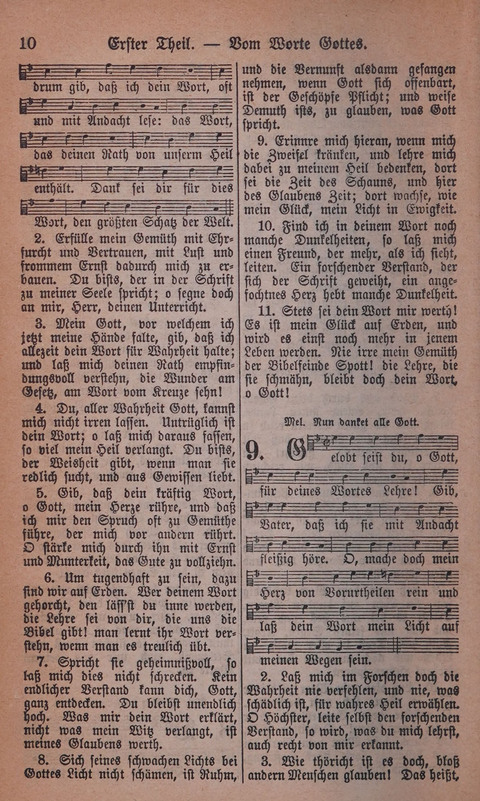 10 Erſter Theil. — Vom Worte Gottes.
drum gib, daß ich dein Wort, oft
und mit Andacht leſe: das Wort,
das deinen Rath von unſerm Heil
enthält. Dank ſei dir für dies
Wort, den größten Schatz der Welt.
2. Erfülle mein Gemüth mit Ehr-
furcht und Vertrauen, mit Luſt und
frommem Ernſt dadurch mich zu er-
bauen. Du biſts, der in der Schrift
zu meiner Seele ſpricht; o ſegne doch
an mir, Herr, deinen Unterricht.
3. Mein Gott, vor welchem ich
jetzt meine Hände falte, gib, daß ich
allezeit dein Wort für Wahrheit halte;
und laß mich deinen Rath empfin-
dungsvoll verſtehn, die Wunder am
Geſetz, am Wort vom Kreuze ſehn!
4. Du, aller Wahrheit Gott, kannſt
mich nicht irren laſſen. Untrüglich iſt
dein Wort; o laß mich daraus faſſen,
ſo viel mein Heil verlangt. Du biſts,
der Weisheit gibt, wenn man ſie
redlich ſucht, und aus Gewiſſen liebt.
5. Gib, daß dein kräftig Wort,
o Gott, mein Herze rühre, und daß
ich mir den Spruch oft zu Gemüthe
führe, der mich vor andern rührt.
O ſtärke mich durch ihn mit Ernſt
und Munterkeit, das Gute zu vollziehn.
6. Um tugendhaft zu ſein, dazu
ſind wir auf Erden. Wer deinem Wort
gehorcht, den läſſ'ſt du inne werden,
die Lehre ſei von dir, die uns die
Bibel gibt! man lernt ihr Wort ver-
ſtehn, wenn man es treulich übt.
7. Spricht ſie geheimnißvoll, ſo
laß mich dies nicht ſchrecken. Kein
endlicher Verſtand kann dich, Gott,
ganz entdecken. Du bleibſt unendlich
hoch. Was mir dein Wort erklärt,
nicht was mein Witz verlangt, iſt
meines Glaubens werth.
8. Sich ſeines ſchwachen Lichts bei
Gottes Licht nicht ſchämen, iſt Ruhm,
und die Vernunft alsdann gefangen
nehmen, wenn Gott ſich offenbart,
iſt der Geſchöpfe Pflicht; und weiſe
Demuth iſts, zu glauben, was Gott
ſpricht.
9. Erinnre mich hieran, wenn mich
die Zweifel kränken, und lehre mich
dabei zu meinem Heil bedenken, dort
ſei die Zeit des Schauns, und hier
des Glaubens Zeit; dort wachſe, wie
mein Glück, mein Licht in Ewigkeit.
10. Find ich in deinem Wort noch
manche Dunkelheiten, ſo laß mich
einen Freund, der mehr, als ich ſieht,
leiten. Ein forſchender Verſtand, der
ſich der Schrift geweiht, ein ange-
fochtnes Herz hebt manche Dunkelheit.
11. Stets ſei dein Wort mir werth!
Es iſt mein Glück auf Erden, und
wird es einſt noch mehr in jenem
Leben werden. Nie irre mein Gemüth
der Bibelfeinde Spott! die Lehre, die
ſie ſchmähn, bleibt doch dein Wort,
o Gott!
Mel. Nun danket alle Gott.
9. Gelobt ſeiſt du, o Gott,
für deines Wortes Lehre! Gib,
Vater, daß ich ſie mit Andacht
fleißig höre. O, mache doch mein
Herz von Vorurtheilen rein und
laß dein Wort mein Licht auf
meinen Wegen ſein.
2. Laß mich im Forſchen doch die
Wahrheit nie verfehlen, und nie, was
ſchädlich iſt, für wahres Heil erwählen.
O Höchſter, leite ſelbſt den forſchenden
Verſtand, ſo wird, was du mich lehrſt,
auch recht von mir erkannt.
3. Wie thöricht iſt es doch, bloß
andern Menſchen glauben! Das heißt,